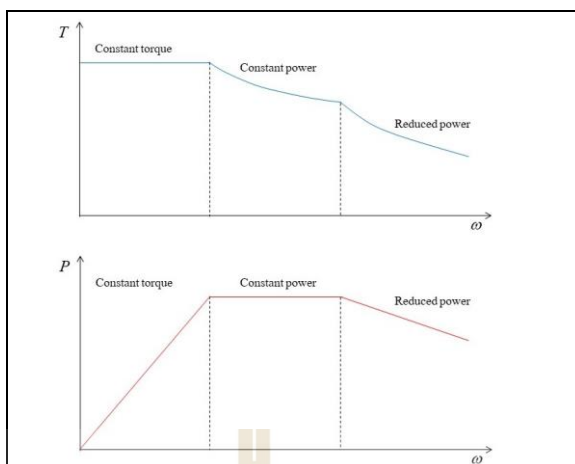 T
Constant torque
Constant power
Reduced power
ω
P
Constant torque
Constant power
Reduced power
ω